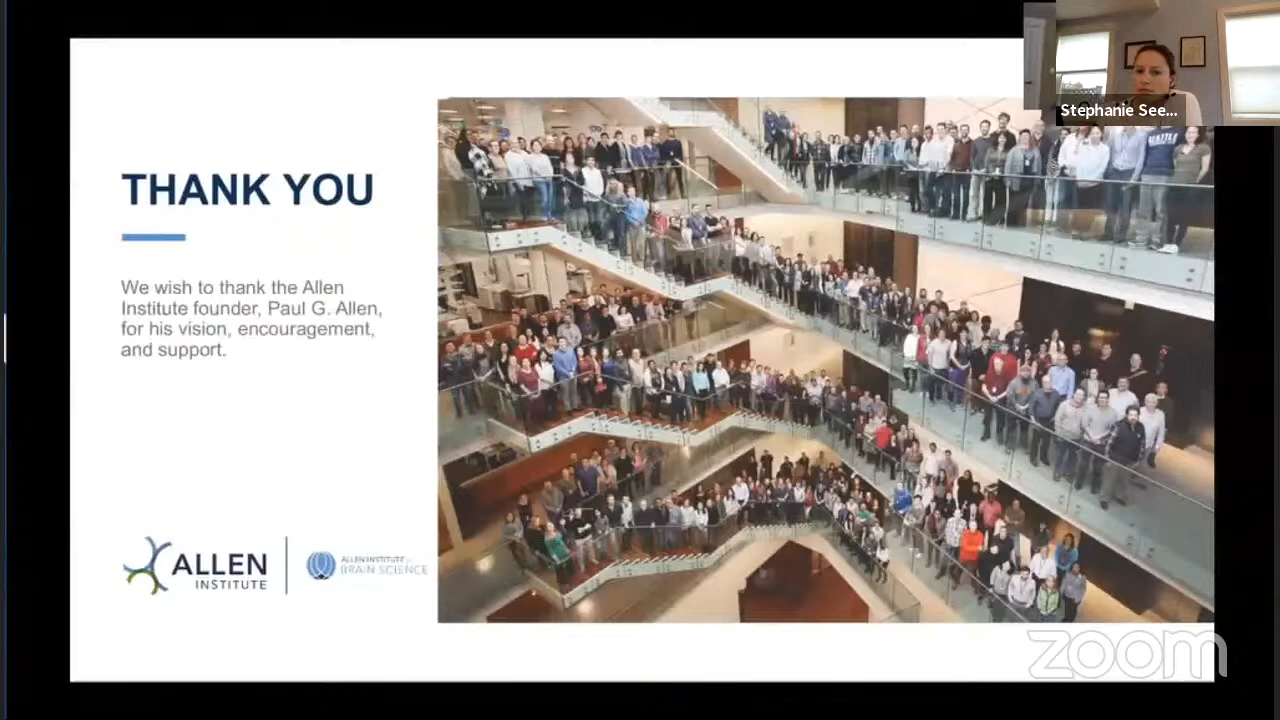 Stephanie See...
THANK YOU
We wish to thank the Allen
Institute founder, Paul G. Allen,
for his vision, encouragement,
and support.
ALLEN
INSTITUTE
ALLEN INSTITUTE for
BRAIN SCIENCE
zoom